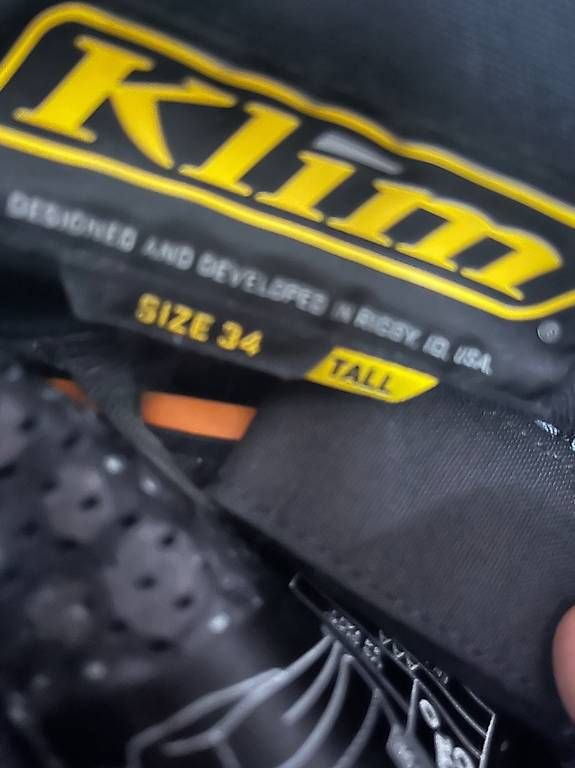 Klim
DESIGNED AND DEVELOPED IN RIGBY, ID, USA.
®
SIZE 34
TALL